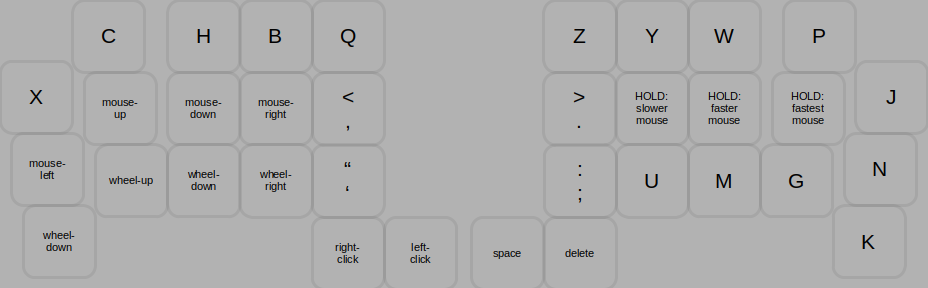 C H B Q Z Y W P
X mouse-up mouse-down mouse-right < , > . HOLD: slower mouse HOLD: faster mouse HOLD: fastest mouse J
mouse-left wheel-up wheel-down wheel-right “ ‘ : ; U M G N
wheel-down right-click left-click space delete K